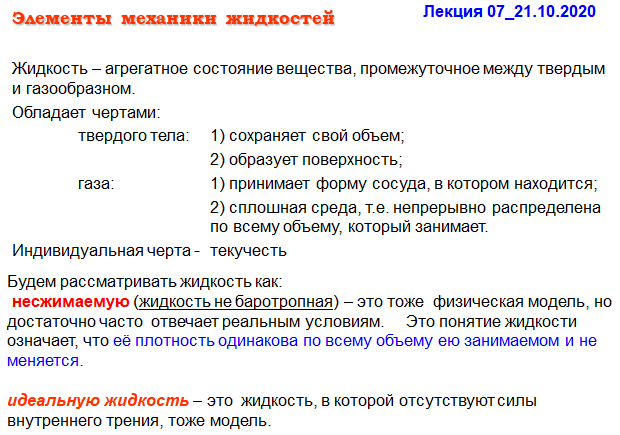 Элементы механики жидкостей
Лекция 07_21.10.2020
Жидкость – агрегатное состояние вещества, промежуточное между твердым
и газообразном.
Обладает чертами:
твердого тела: 1) сохраняет свой объем;
2) образует поверхность;
газа: 1) принимает форму сосуда, в котором находится;
2) сплошная среда, т.е. непрерывно распределена
по всему объему, который занимает.
Индивидуальная черта - текучесть
Будем рассматривать жидкость как:
несжимаемую (жидкость не баротропная) – это тоже физическая модель, но
достаточно часто отвечает реальным условиям. Это понятие жидкости
означает, что её плотность одинакова по всему объему ею занимаемом и не
меняется.
идеальную жидкость – это жидкость, в которой отсутствуют силы
внутреннего трения, тоже модель.